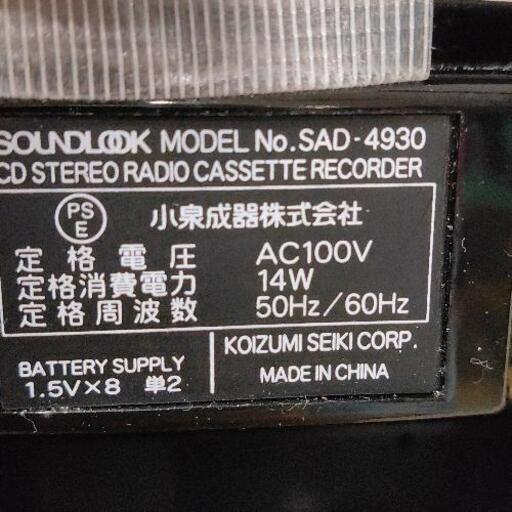 SOUNDLOOK MODEL No.SAD-4930
CD STEREO RADIO CASSETTE RECORDER
PS
E
小泉成器株式会社
定格電圧 AC100V
定格消費電力 14W
定格周波数 50Hz/60Hz
BATTERY SUPPLY
1.5V×8 単2
KOIZUMI SEIKI CORP.
MADE IN CHINA